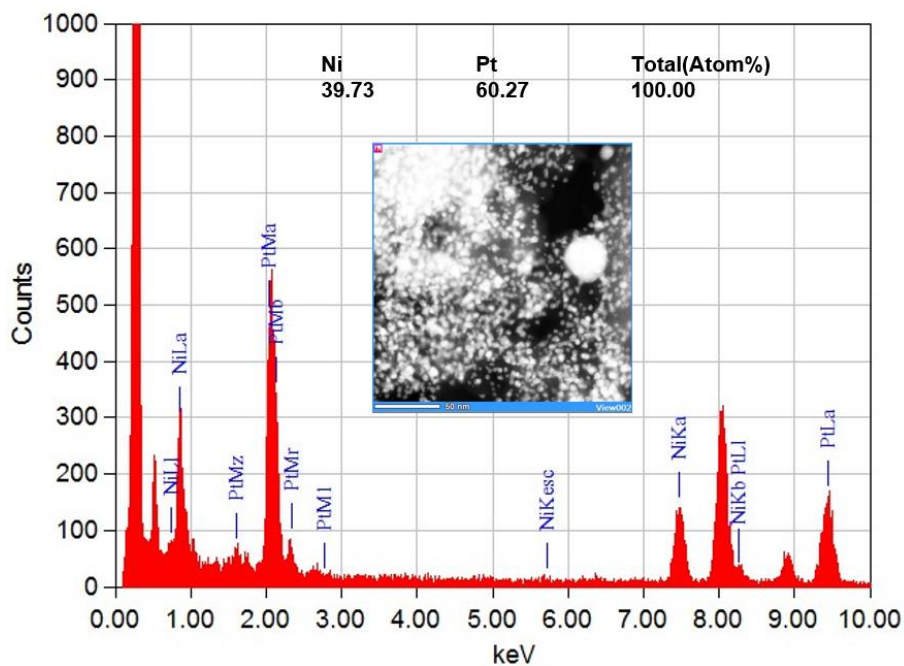 1000
Ni Pt Total(Atom%)
39.73 60.27 100.00
900
800
700
600
500
400
300
200
100
0
Counts
NiLl
NiLa
PtMz
PtMa
PtMb
PtMr
PtM1
NiKesc
NiKa
NiKb PtLl
PtLa
50 nm
View002
0.00 1.00 2.00 3.00 4.00 5.00 6.00 7.00 8.00 9.00 10.00
keV